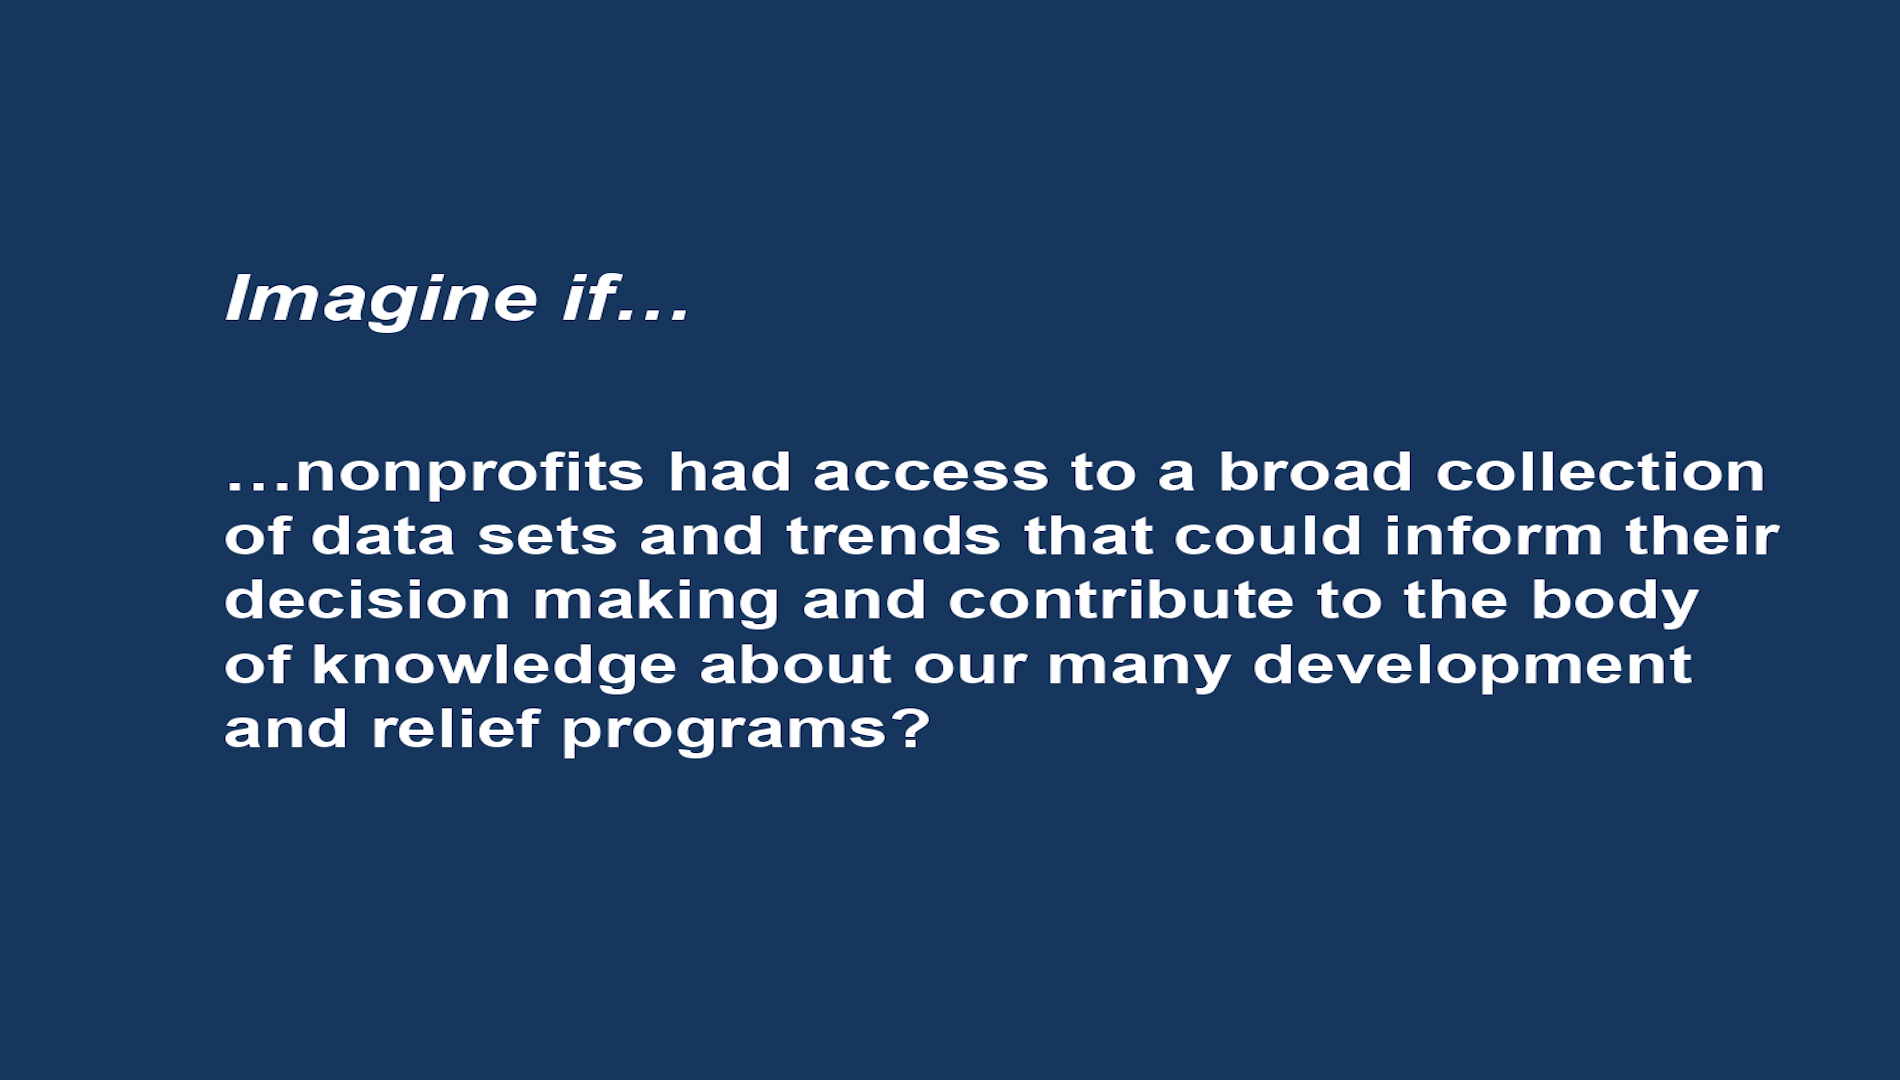 Imagine if…
…nonprofits had access to a broad collection
of data sets and trends that could inform their
decision making and contribute to the body
of knowledge about our many development
and relief programs?